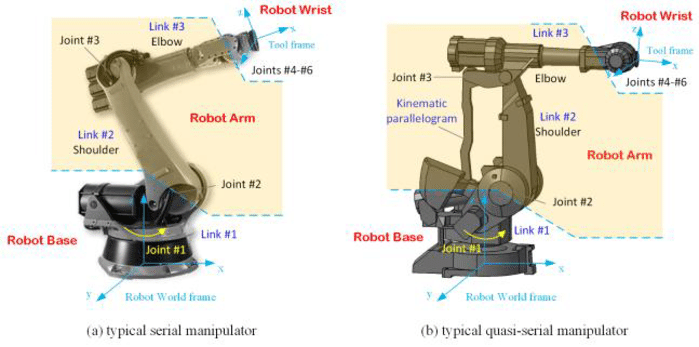 Robot Wrist
z
Link #3
x
Joint #3
Elbow
Tool frame
Joints #4-#6
Robot Arm
Link #2
Shoulder
Joint #2
z
Robot Base
Link #1
Joint #1
x
y
Robot World frame
(a) typical serial manipulator
Robot Wrist
z
Link #3
Tool frame
x
Joint #3
Elbow
Joints #4-#6
Kinematic
parallelogram
Link #2
Shoulder
Robot Arm
Joint #2
z
Robot Base
Link #1
Joint #1
x
y
Robot World frame
(b) typical quasi-serial manipulator